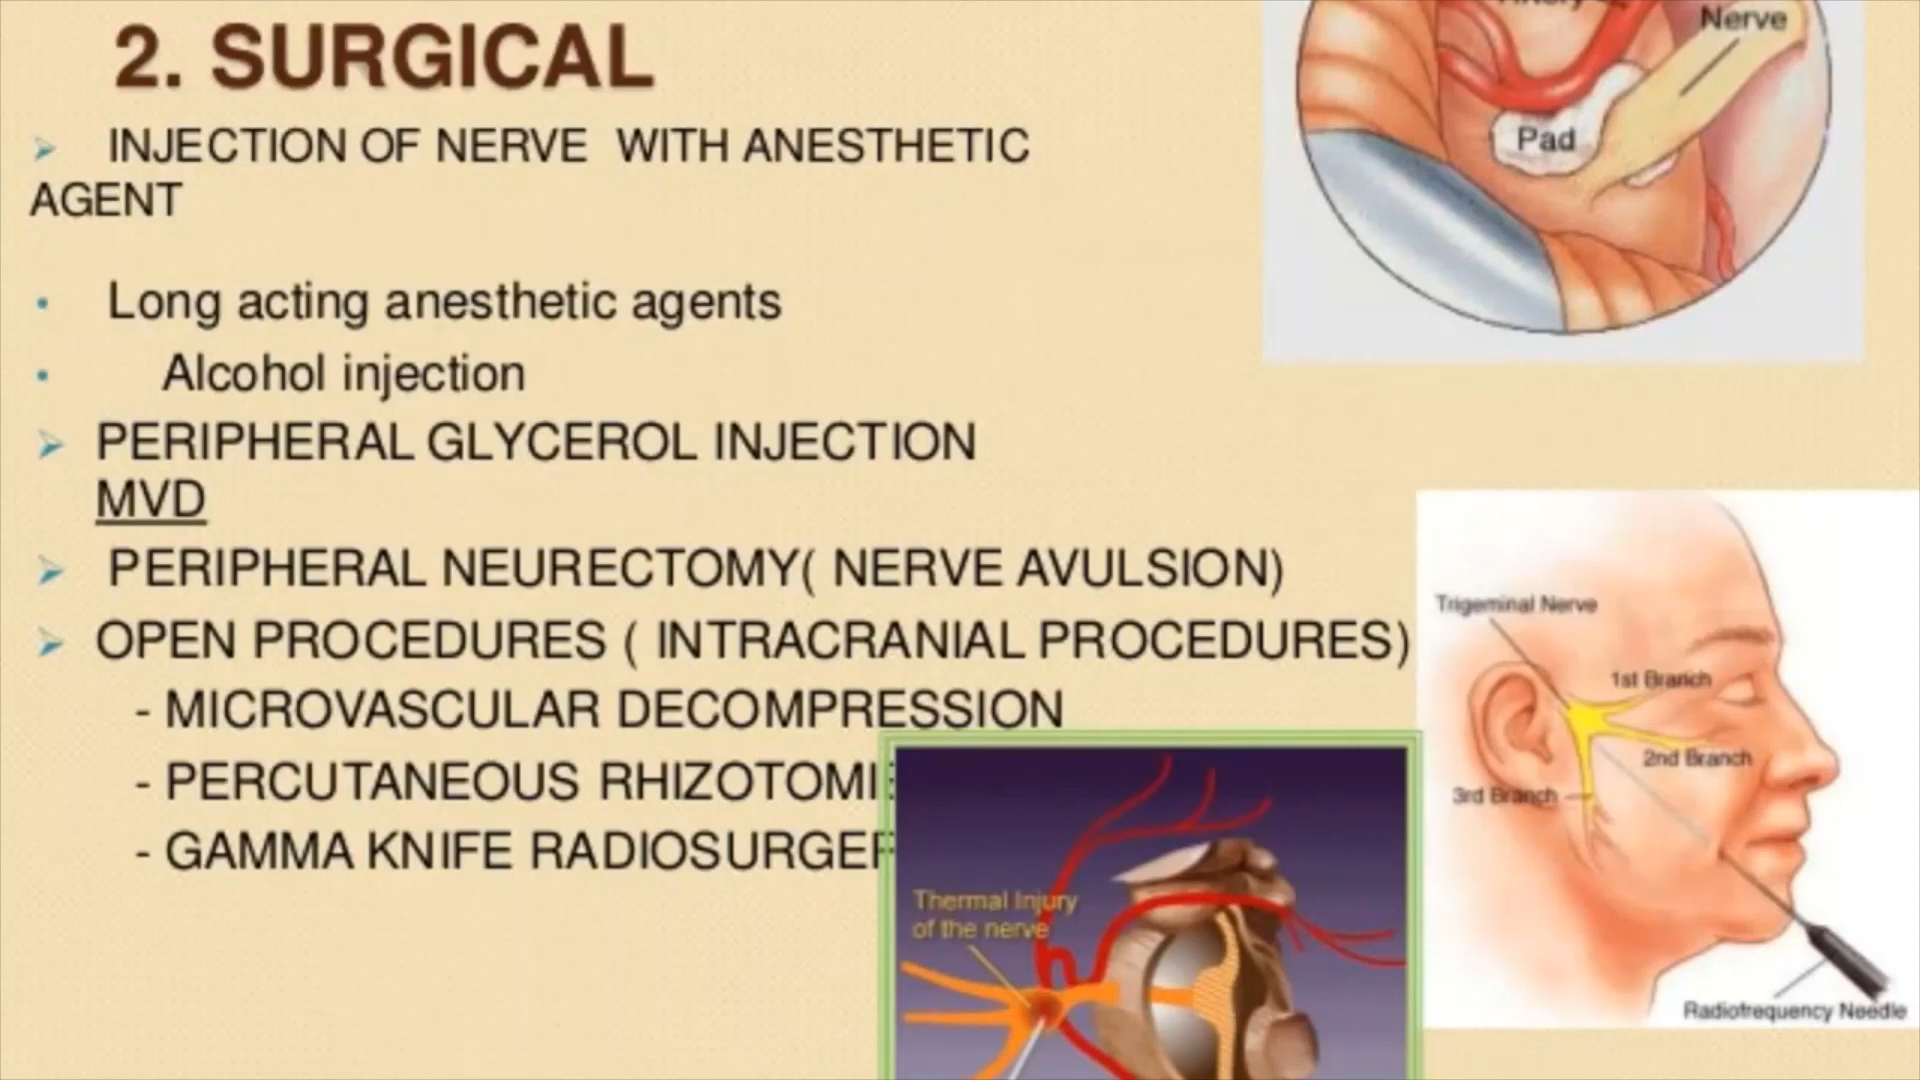 2. SURGICAL
➢ INJECTION OF NERVE WITH ANESTHETIC
AGENT
• Long acting anesthetic agents
• Alcohol injection
➢ PERIPHERAL GLYCEROL INJECTION
MVD
➢ PERIPHERAL NEURECTOMY( NERVE AVULSION)
➢ OPEN PROCEDURES ( INTRACRANIAL PROCEDURES)
- MICROVASCULAR DECOMPRESSION
- PERCUTANEOUS
- GAMMA KNIFE
Nerve
Pad
Trigeminal Nerve
1st Branch
2nd Branch
3rd Branch
Radiofrequency Needle
Thermal Injury
of the nerve